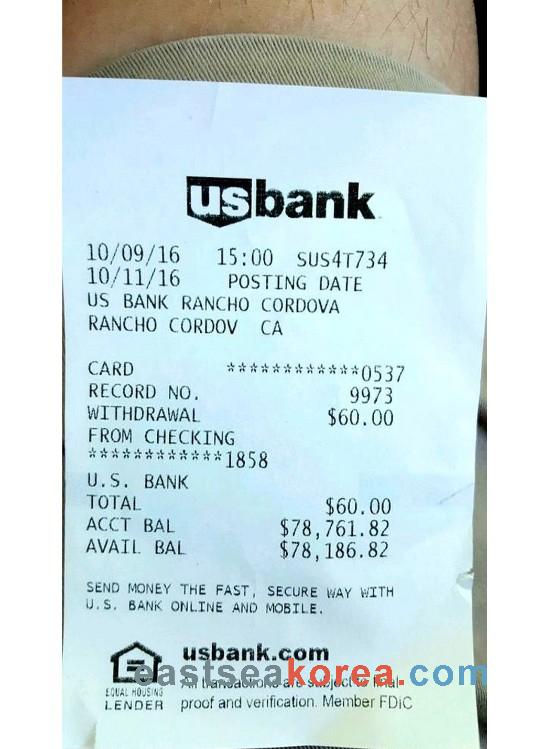 usbank
10/09/16 15:00 SUS4T734
10/11/16 POSTING DATE
US BANK RANCHO CORDOVA
RANCHO CORDOV CA
CARD ************0537
RECORD NO. 9973
WITHDRAWAL $60.00
FROM CHECKING
************1858
U.S. BANK
TOTAL $60.00
ACCT BAL $78,761.82
AVAIL BAL $78,186.82
SEND MONEY THE FAST, SECURE WAY WITH
U.S. BANK ONLINE AND MOBILE.
usbank.com
eastseakorea.com
EQUAL HOUSING
LENDER
All transactions are subject to final
proof and verification. Member FDIC